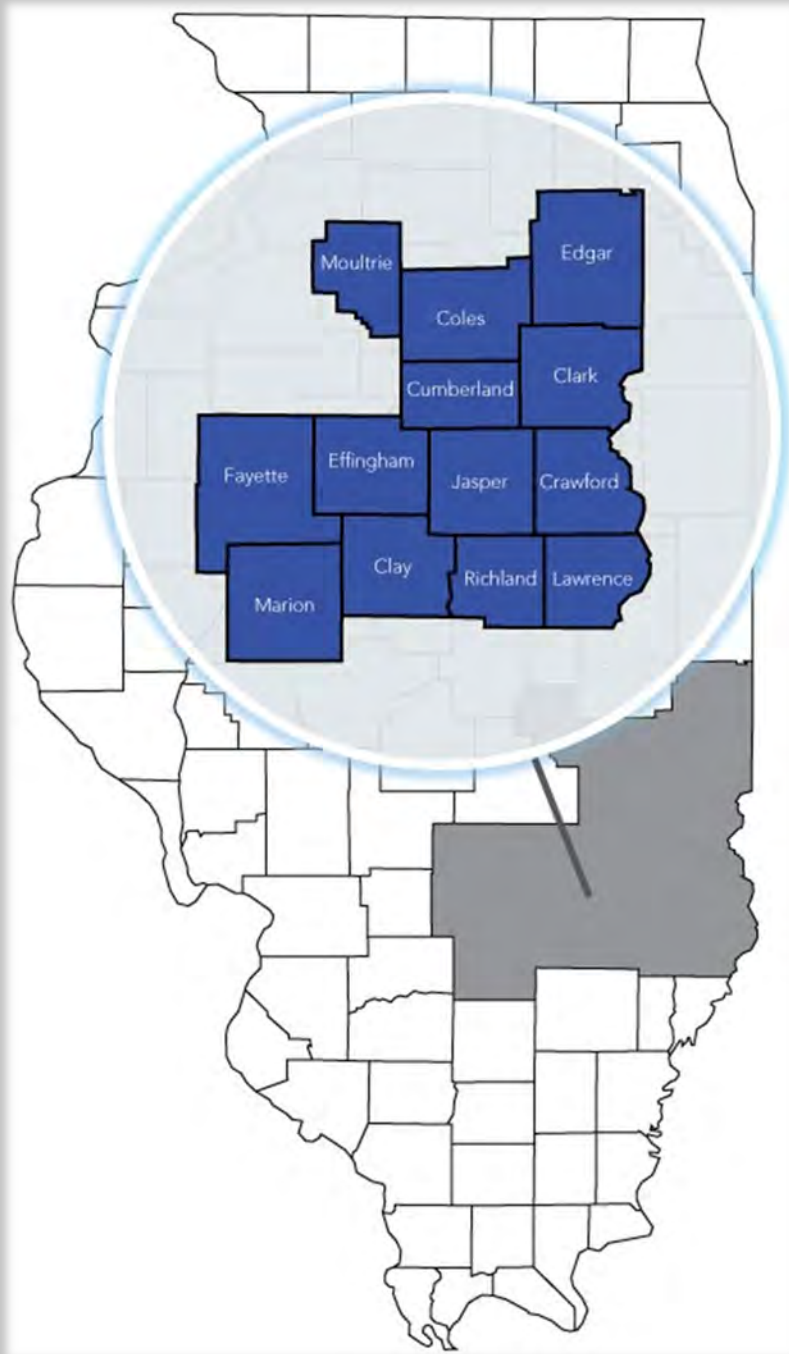 Edgar
Moultrie
Coles
Clark
Cumberland
Effingham
Fayette
Jasper
Crawford
Clay
Richland
Lawrence
Marion